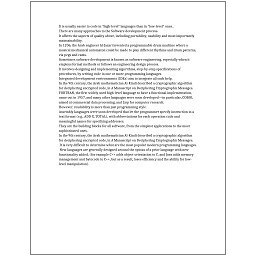 It is usually easier to code in "high-level" languages than in "low-level" ones.
There are many approaches to the Software development process.
It affects the aspects of quality above, including portability, usability and most importantly maintainability.
In 1206, the Arab engineer Al-Jazari invented a programmable drum machine where a musical mechanical automaton could be made to play different rhythms and drum patterns, via pegs and cams.
Sometimes software development is known as software engineering, especially when it employs formal methods or follows an engineering design process.
It involves designing and implementing algorithms, step-by-step specifications of procedures, by writing code in one or more programming languages.
Integrated development environments (IDEs) aim to integrate all such help.
In the 9th century, the Arab mathematician Al-Kindi described a cryptographic algorithm for deciphering encrypted code, in A Manuscript on Deciphering Cryptographic Messages.
FORTRAN, the first widely used high-level language to have a functional implementation, came out in 1957, and many other languages were soon developed—in particular, COBOL aimed at commercial data processing, and Lisp for computer research.
However, readability is more than just programming style.
Assembly languages were soon developed that let the programmer specify instruction in a text format (e.g., ADD X, TOTAL), with abbreviations for each operation code and meaningful names for specifying addresses.
They are the building blocks for all software, from the simplest applications to the most sophisticated ones.
In the 9th century, the Arab mathematician Al-Kindi described a cryptographic algorithm for deciphering encrypted code, in A Manuscript on Deciphering Cryptographic Messages.
It is very difficult to determine what are the most popular modern programming languages.
New languages are generally designed around the syntax of a prior language with new functionality added, (for example C++ adds object-orientation to C, and Java adds memory management and bytecode to C++, but as a result, loses efficiency and the ability for low-level manipulation).